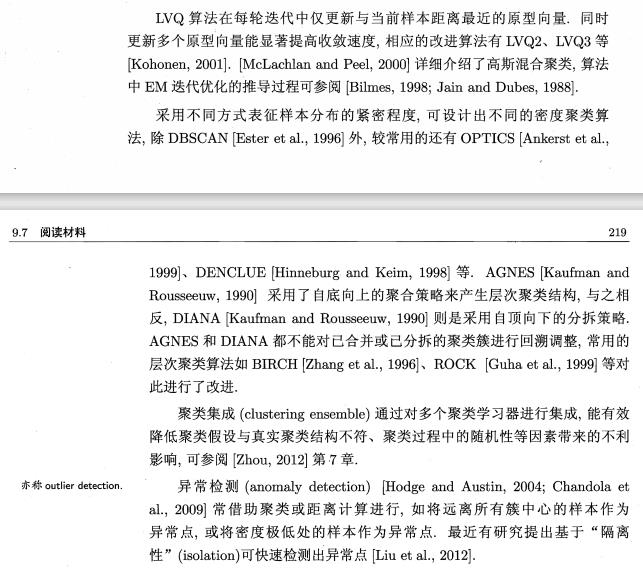 LVQ 算法在每轮迭代中仅更新与当前样本距离最近的原型向量. 同时
更新多个原型向量能显著提高收敛速度, 相应的改进算法有 LVQ2、LVQ3 等
[Kohonen, 2001]. [McLachlan and Peel, 2000] 详细介绍了高斯混合聚类, 算法
中 EM 迭代优化的推导过程可参阅 [Bilmes, 1998; Jain and Dubes, 1988].
采用不同方式表征样本分布的紧密程度, 可设计出不同的密度聚类算
法, 除 DBSCAN [Ester et al., 1996] 外, 较常用的还有 OPTICS [Ankerst et al.,
9.7 阅读材料 219
1999]、DENCLUE [Hinneburg and Keim, 1998] 等. AGNES [Kaufman and
Rousseeuw, 1990] 采用了自底向上的聚合策略来产生层次聚类结构, 与之相
反, DIANA [Kaufman and Rousseeuw, 1990] 则是采用自顶向下的分拆策略.
AGNES 和 DIANA 都不能对已合并或已分拆的聚类簇进行回溯调整, 常用的
层次聚类算法如 BIRCH [Zhang et al., 1996]、ROCK [Guha et al., 1999] 等对
此进行了改进.
聚类集成 (clustering ensemble) 通过对多个聚类学习器进行集成, 能有效
降低聚类假设与真实聚类结构不符、聚类过程中的随机性等因素带来的不利
影响, 可参阅 [Zhou, 2012] 第 7 章.
亦称 outlier detection.
异常检测 (anomaly detection) [Hodge and Austin, 2004; Chandola et
al., 2009] 常借助聚类或距离计算进行, 如将远离所有簇中心的样本作为
异常点, 或将密度极低处的样本作为异常点. 最近有研究提出基于 “隔离
性” (isolation)可快速检测出异常点 [Liu et al., 2012].